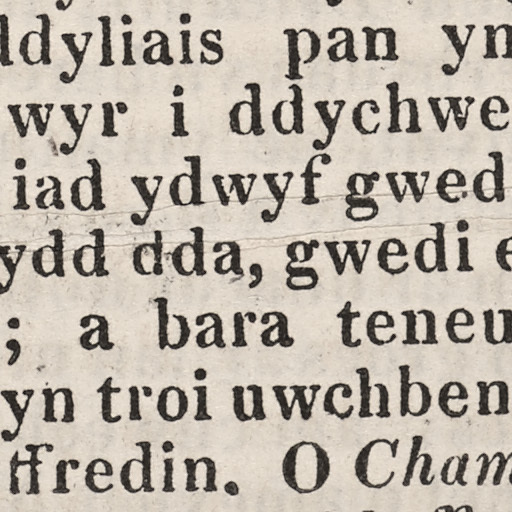 ddyliais pan yn
wyr i ddychwe
iad ydwyf gwed
ydd dda, gwedi e
; a bara teneu
yn troi uwchben
ffredin. O Cham